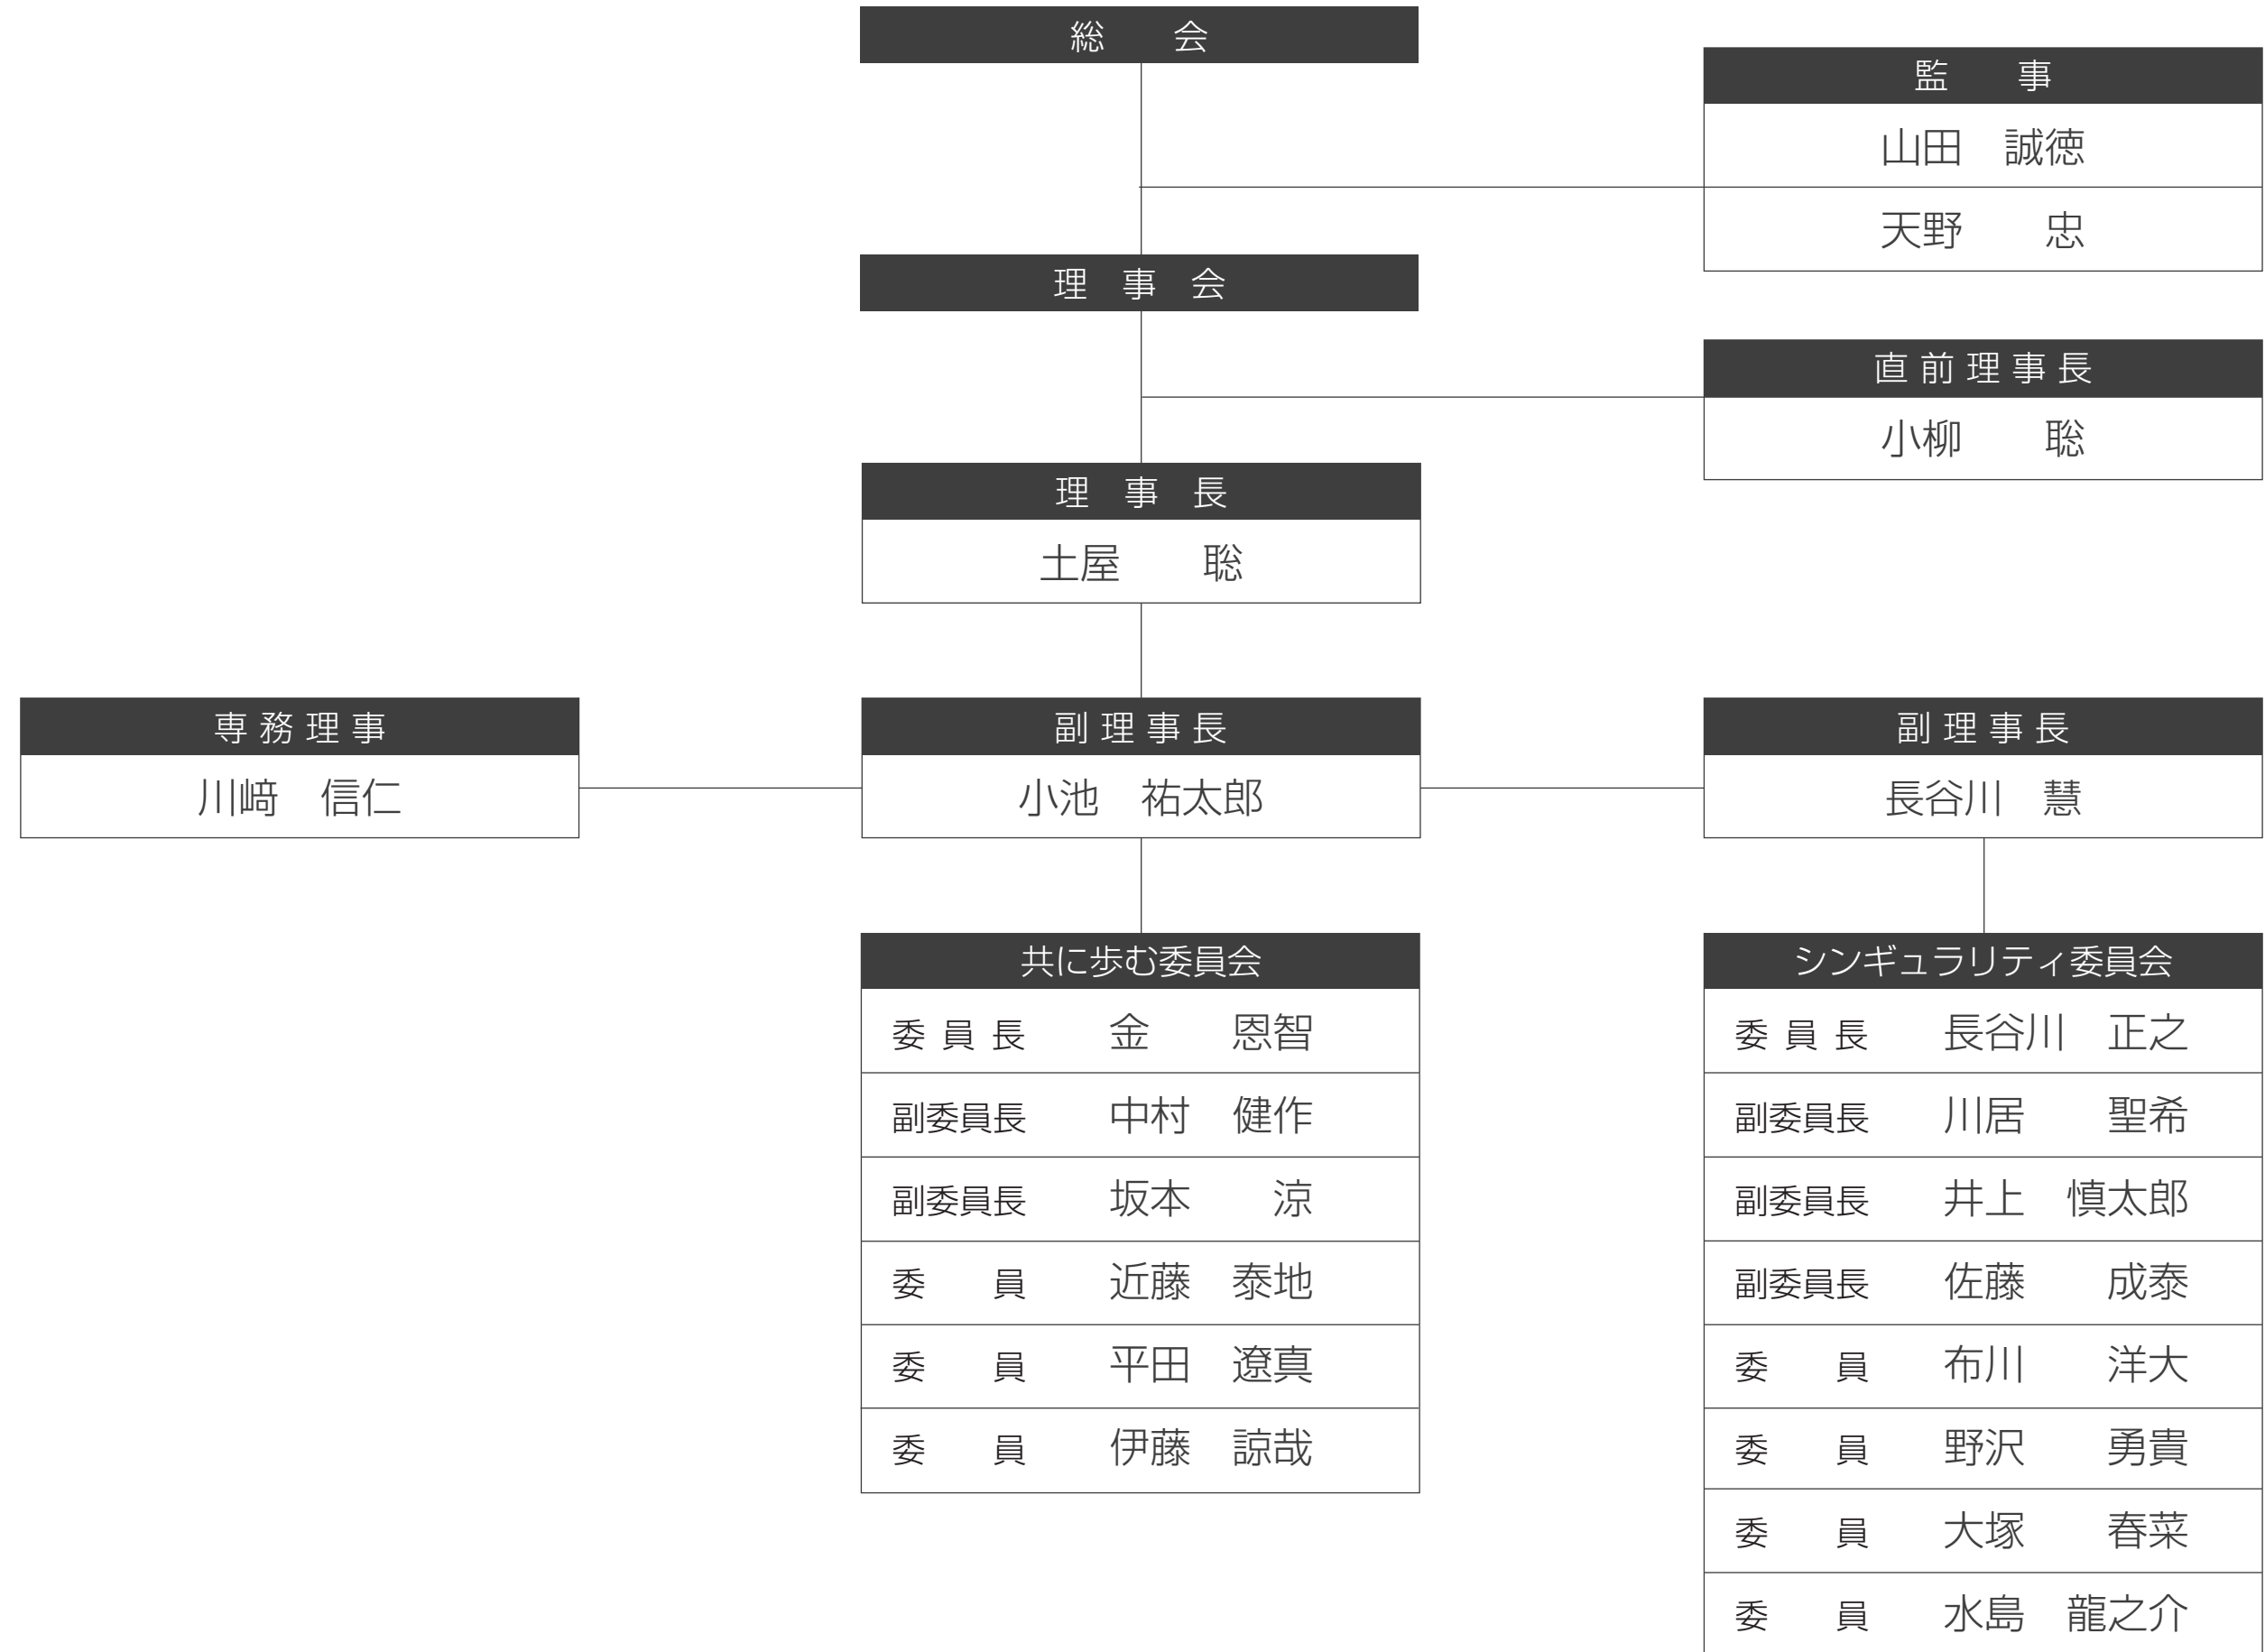 総　会
監　事
山田　誠徳
天野　忠
理　事　会
直前理事長
小柳　聡
理　事　長
土屋　聡
専務理事
川﨑　信仁
副理事長
小池　祐太郎
副理事長
長谷川　慧
共に歩む委員会
委員長　金　恩智
副委員長　中村　健作
副委員長　坂本　涼
委　員　近藤　泰地
委　員　平田　遼真
委　員　伊藤　諒哉
シンギュラリティ委員会
委員長　長谷川　正之
副委員長　川居　聖希
副委員長　井上　慎太郎
副委員長　佐藤　成泰
委　員　布川　洋大
委　員　野沢　勇貴
委　員　大塚　春菜
委　員　水島　龍之介